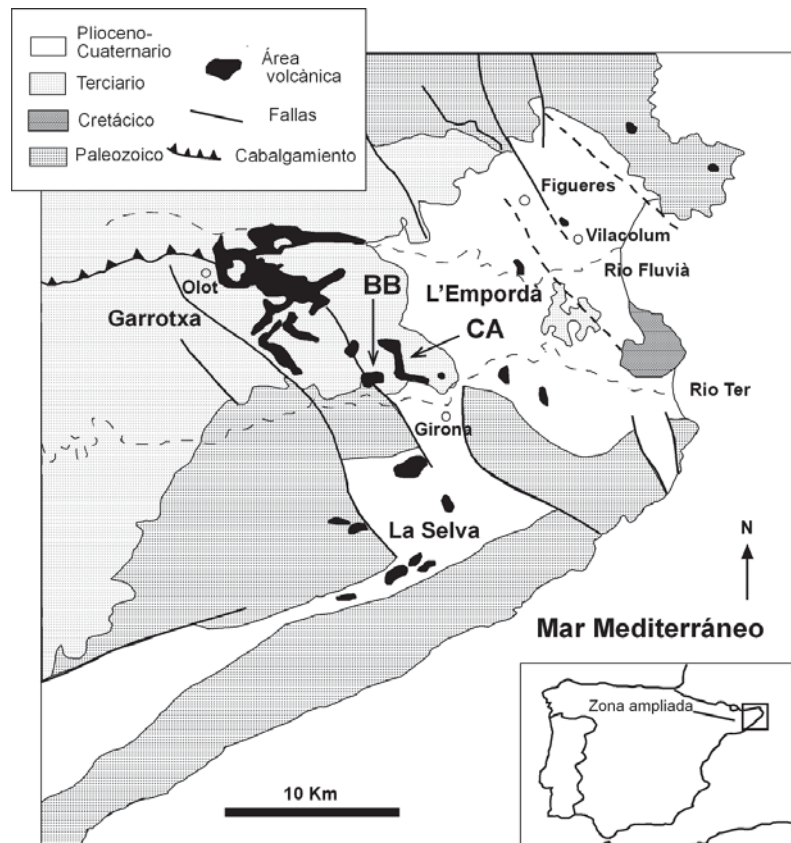 Plioceno-
Cuaternario
Terciario
Cretácico
Paleozoico
Área
volcànica
Fallas
Cabalgamiento
Figueres
Vilacolum
Rio Fluvià
Olot
BB
L'Empordà
Garrotxa
CA
Rio Ter
Girona
La Selva
N
Mar Mediterráneo
Zona ampliada
10 Km